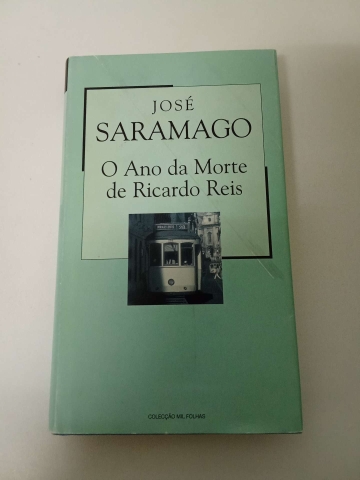 JOSÉ
SARAMAGO
O Ano da Morte
de Ricardo Reis
COLECÇÃO MIL FOLHAS